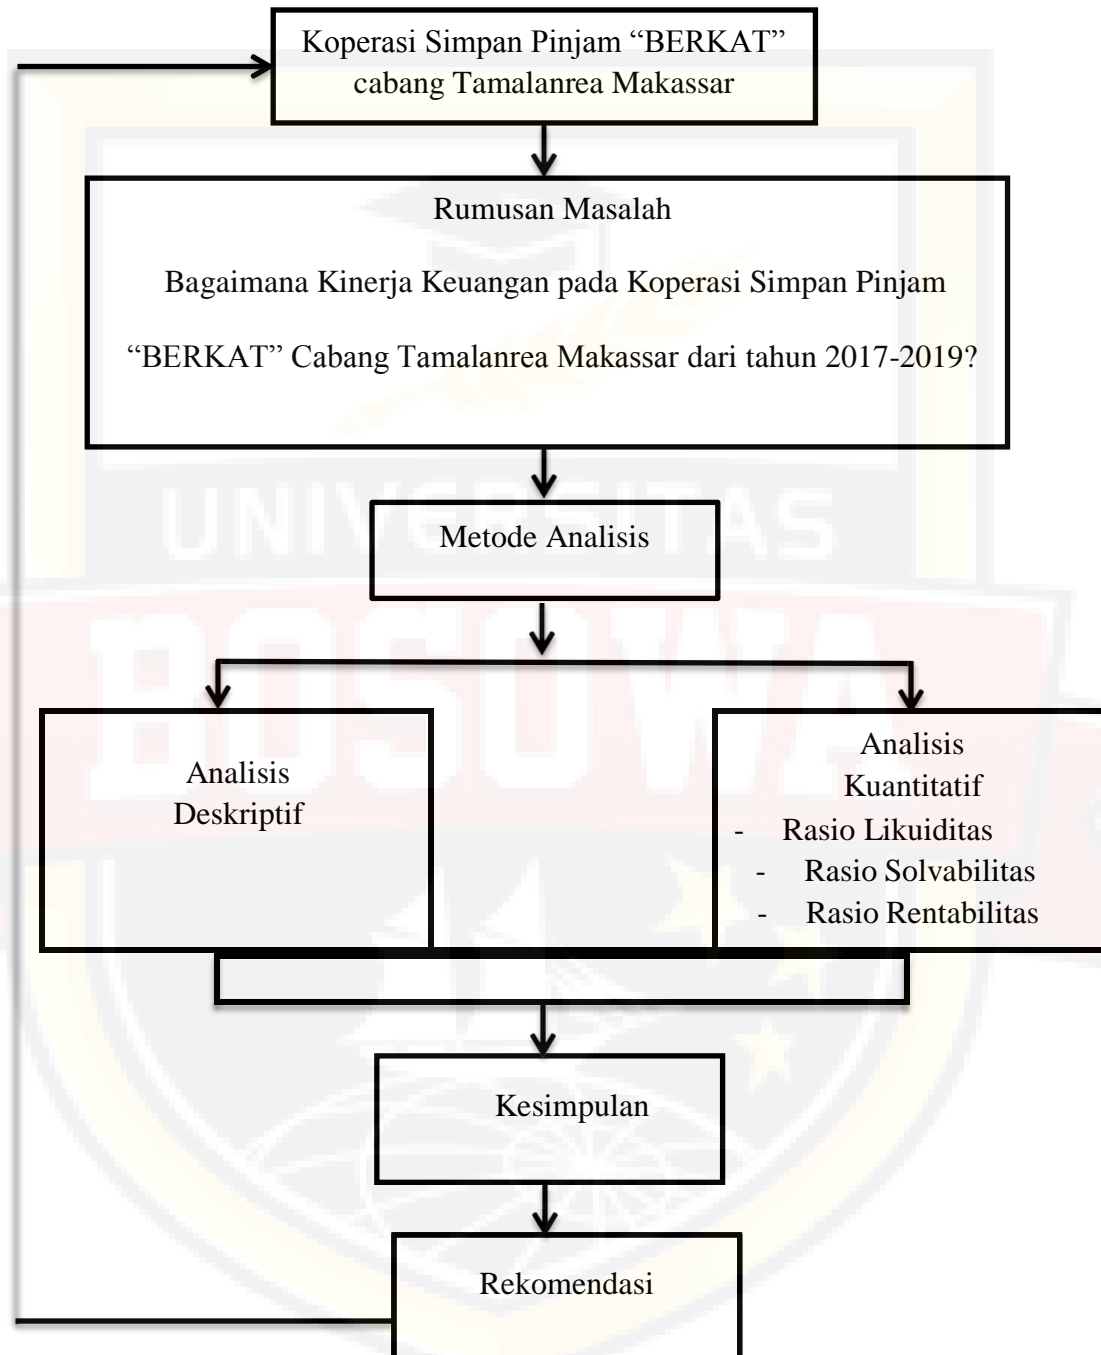 Koperasi Simpan Pinjam “BERKAT”
cabang Tamalanrea Makassar
Rumusan Masalah
Bagaimana Kinerja Keuangan pada Koperasi Simpan Pinjam
“BERKAT” Cabang Tamalanrea Makassar dari tahun 2017-2019?
UNIVERSITAS
Metode Analisis
BOSOWA
Analisis
Deskriptif
Analisis
Kuantitatif
- Rasio Likuiditas
- Rasio Solvabilitas
- Rasio Rentabilitas
Kesimpulan
Rekomendasi